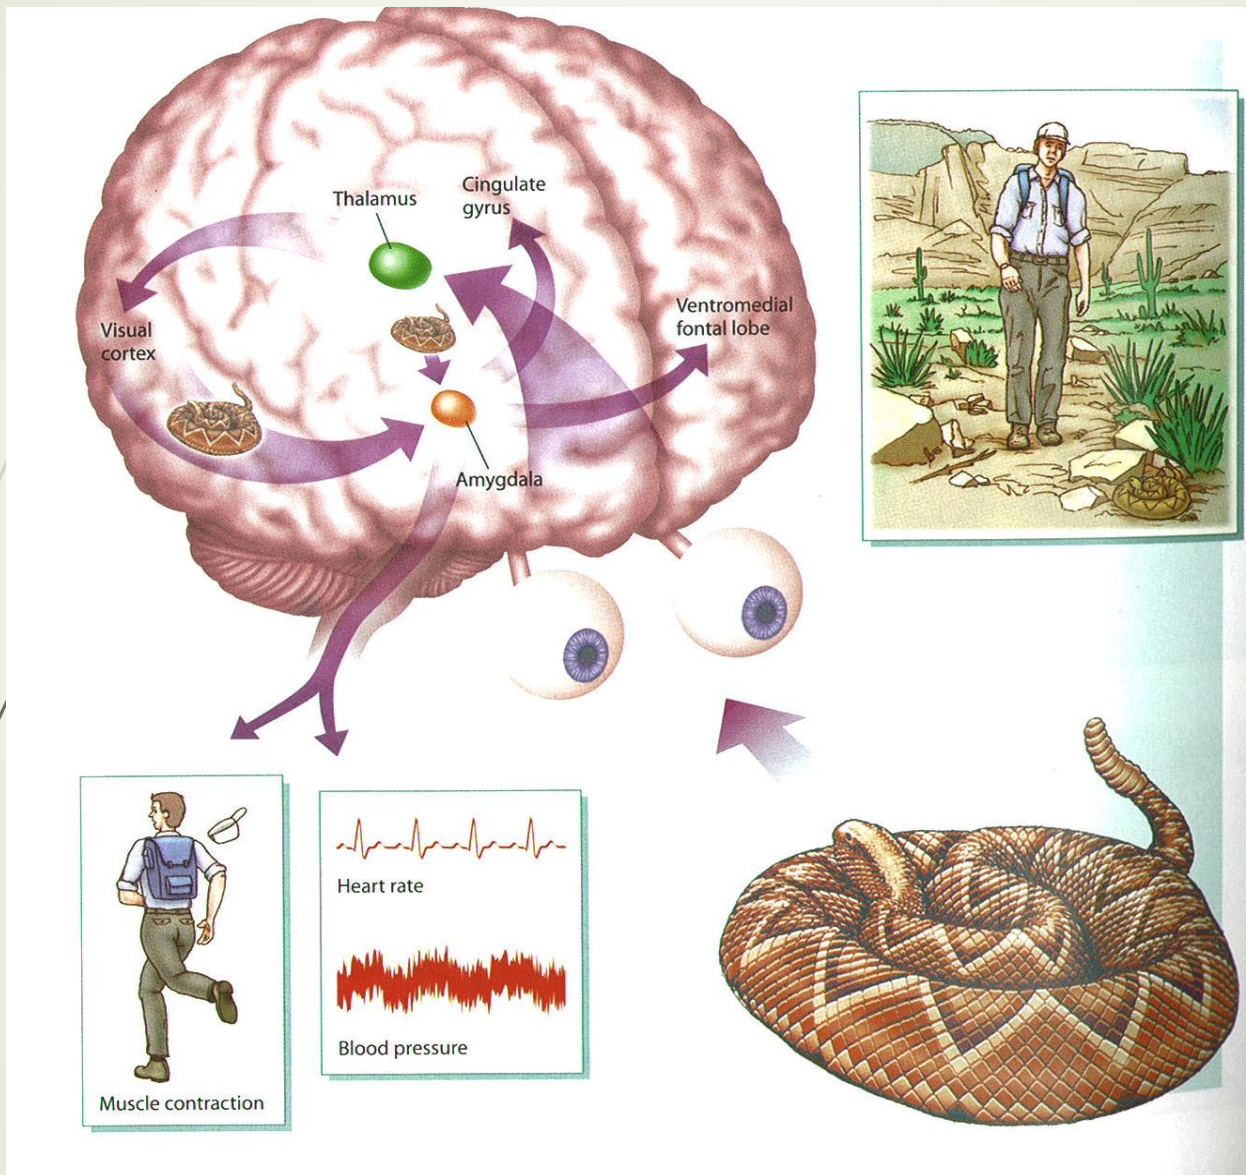 Thalamus
Cingulate
gyrus
Visual
cortex
Ventromedial
fontal lobe
Amygdala
Heart rate
Blood pressure
Muscle contraction